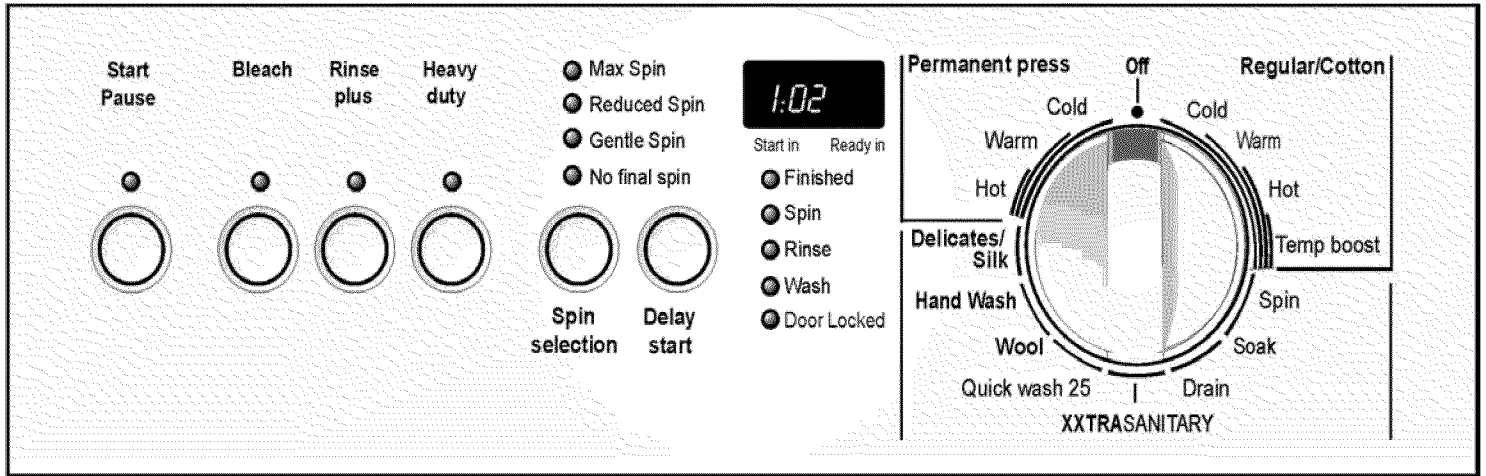 Start
Pause
Bleach
Rinse
plus
Heavy
duty
Max Spin
Reduced Spin
Gentle Spin
No final spin
Spin
selection
Delay
start
1:02
Start in Ready in
Finished
Spin
Rinse
Wash
Door Locked
Permanent press
Off
Regular/Cotton
Cold
Warm
Hot
Cold
Warm
Hot
Temp boost
Delicates/
Silk
Hand Wash
Wool
Quick wash 25
Spin
Soak
Drain
XXTRASANITARY